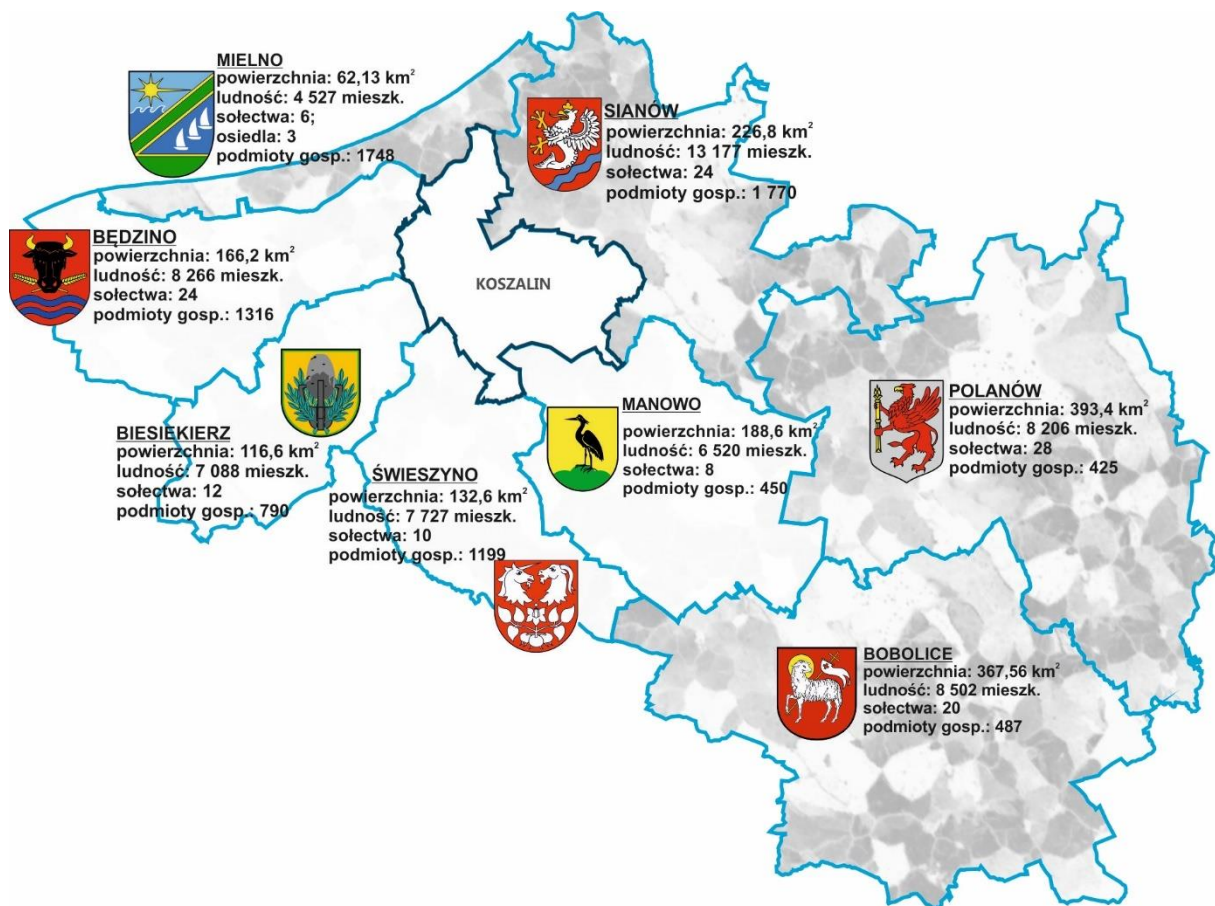 MIELNO
powierzchnia: 62,13 km²
ludność: 4 527 mieszk.
sołectwa: 6;
osiedla: 3
podmioty gosp.: 1748
SIANÓW
powierzchnia: 226,8 km²
ludność: 13 177 mieszk.
sołectwa: 24
podmioty gosp.: 1 770
BĘDZINO
powierzchnia: 166,2 km²
ludność: 8 266 mieszk.
sołectwa: 24
podmioty gosp.: 1316
KOSZALIN
BIESIEKIERZ
powierzchnia: 116,6 km²
ludność: 7 088 mieszk.
sołectwa: 12
podmioty gosp.: 790
ŚWIESZYNO
powierzchnia: 132,6 km²
ludność: 7 727 mieszk.
sołectwa: 10
podmioty gosp.: 1199
MANOWO
powierzchnia: 188,6 km²
ludność: 6 520 mieszk.
sołectwa: 8
podmioty gosp.: 450
POLANÓW
powierzchnia: 393,4 km²
ludność: 8 206 mieszk.
sołectwa: 28
podmioty gosp.: 425
BOBOLICE
powierzchnia: 367,56 km²
ludność: 8 502 mieszk.
sołectwa: 20
podmioty gosp.: 487